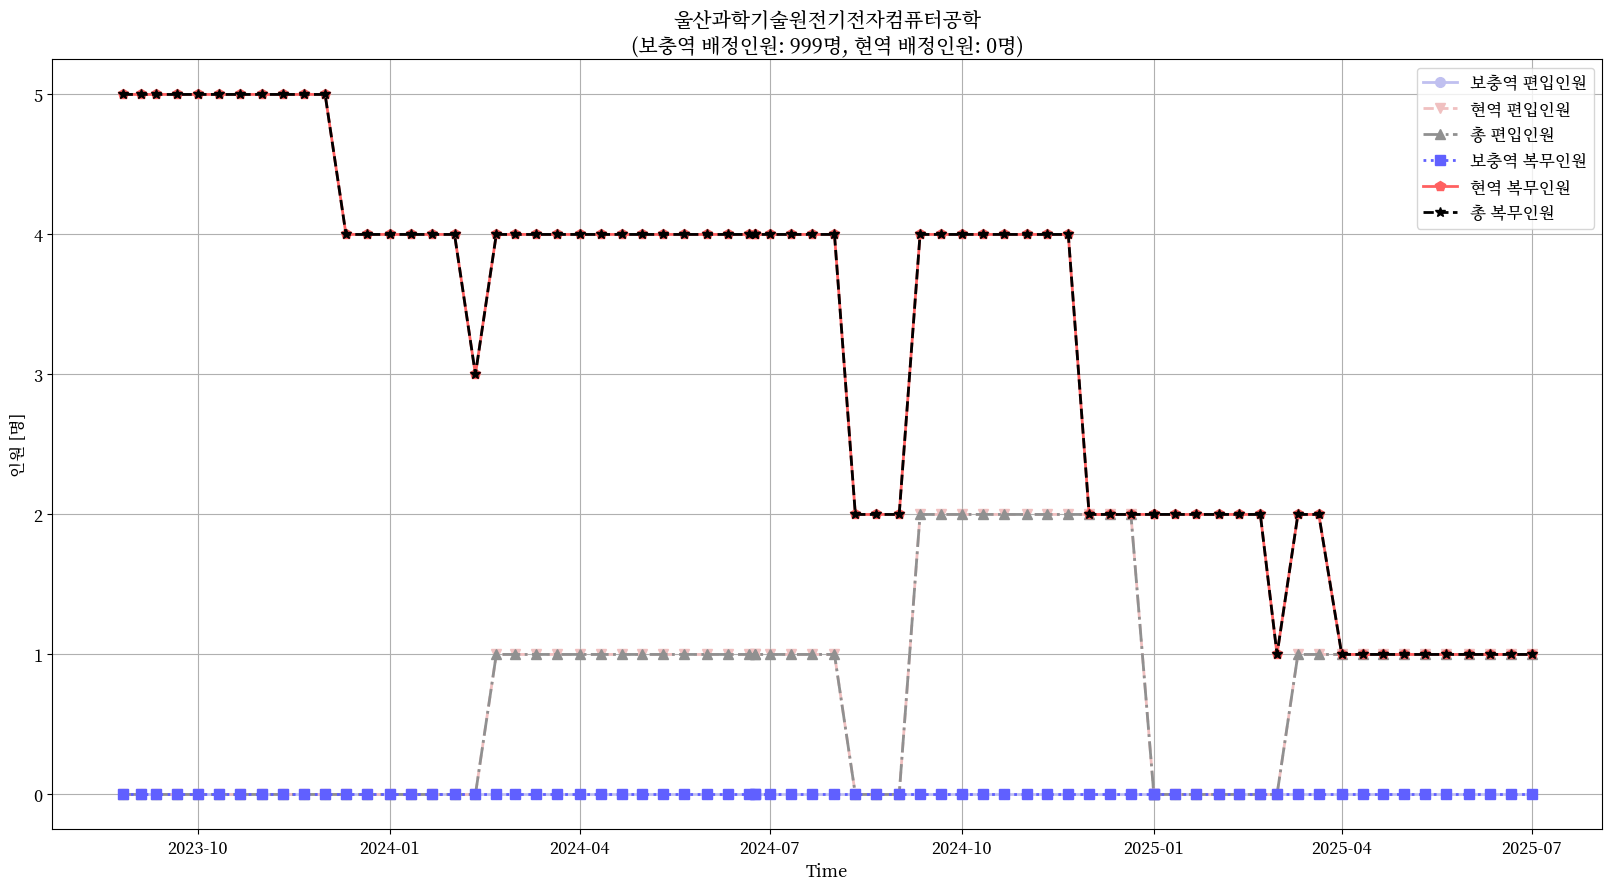 울산과학기술원전기전자컴퓨터공학
(보충역 배정인원: 999명, 현역 배정인원: 0명)
보충역 편입인원
현역 편입인원
총 편입인원
보충역 복무인원
현역 복무인원
총 복무인원
인원 [명]
5
4
3
2
1
0
2023-10
2024-01
2024-04
2024-07
2024-10
2025-01
2025-04
2025-07
Time